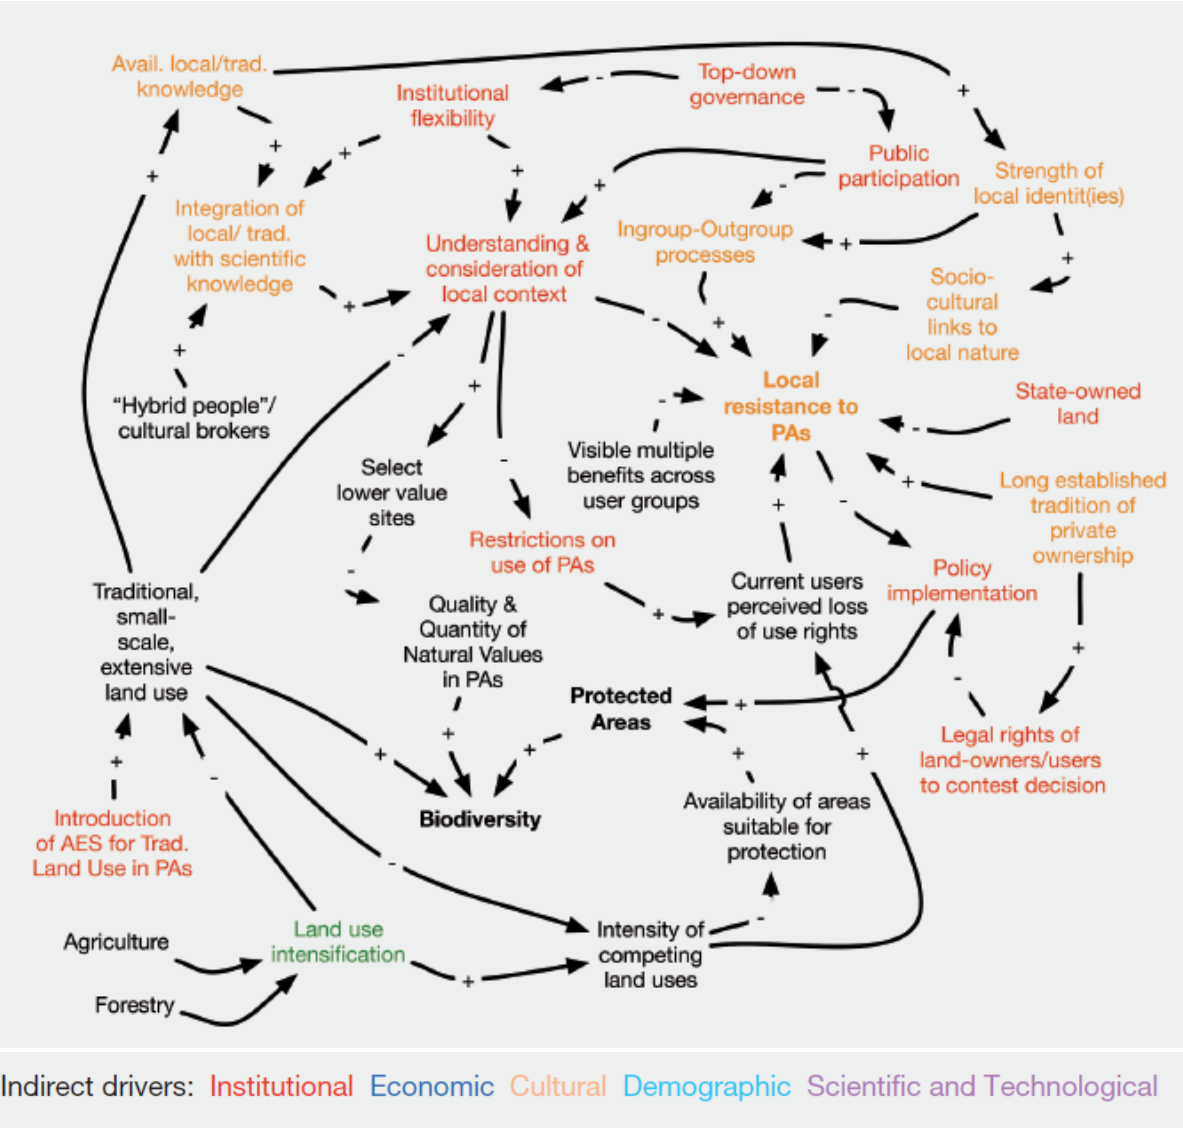 Avail. local/trad.
knowledge
Institutional
flexibility
Top-down
governance
Public
participation
Strength of
local identit(ies)
Integration of
local/ trad.
with scientific
knowledge
Understanding &
consideration of
local context
Ingroup-Outgroup
processes
Socio-
cultural
links to
local nature
"Hybrid people"/
cultural brokers
Local
resistance to
PAs
State-owned
land
Visible multiple
benefits across
user groups
Select
lower value
sites
Long established
tradition of
private
ownership
Restrictions on
use of PAs
Traditional,
small-
scale,
extensive
land use
Quality &
Quantity of
Natural Values
in PAs
Current users
perceived loss
of use rights
Policy
implementation
Protected
Areas
Legal rights of
land-owners/users
to contest decision
Introduction
of AES for Trad.
Land Use in PAs
Biodiversity
Availability of areas
suitable for
protection
Agriculture
Forestry
Land use
intensification
Intensity of
competing
land uses
Indirect drivers: Institutional Economic Cultural Demographic Scientific and Technological